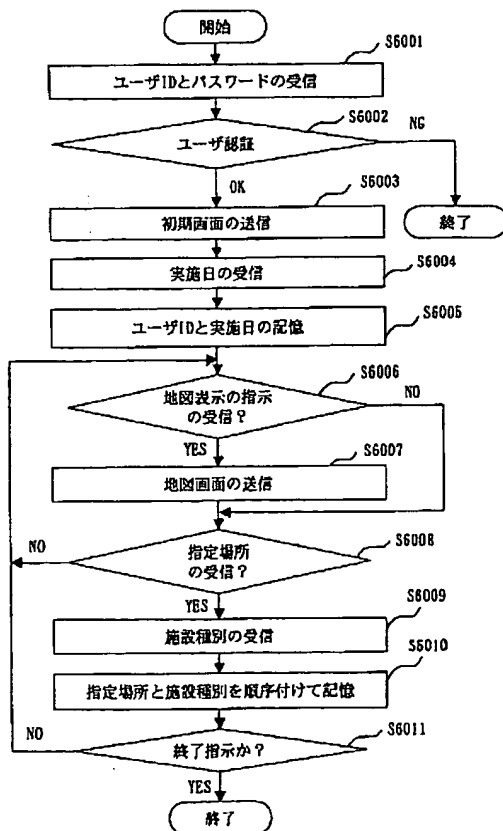 開始
S6001
ユーザIDとパスワードの受信
S6002
ユーザ認証
NG
OK
終了
S6003
初期画面の送信
S6004
実施日の受信
S6005
ユーザIDと実施日の記憶
S6006
地図表示の指示
の受信?
NO
YES
S6007
地図画面の送信
S6008
指定場所
の受信?
NO
YES
S6009
施設種別の受信
S6010
指定場所と施設種別を順序付けて記憶
S6011
終了指示か?
NO
YES
終了